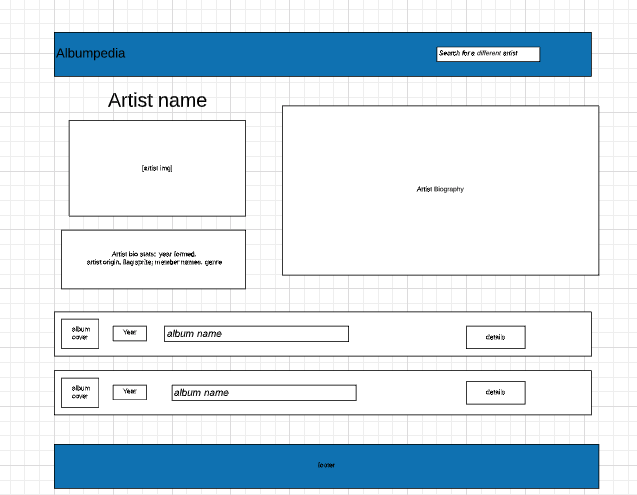 Albumpedia
Search for a different artist
Artist name
[artist img]
Artist Biography
Artist bio stats: year formed,
artist origin, flag sprite; member names. genre
album
cover
Year
album name
details
album
cover
Year
album name
details
footer